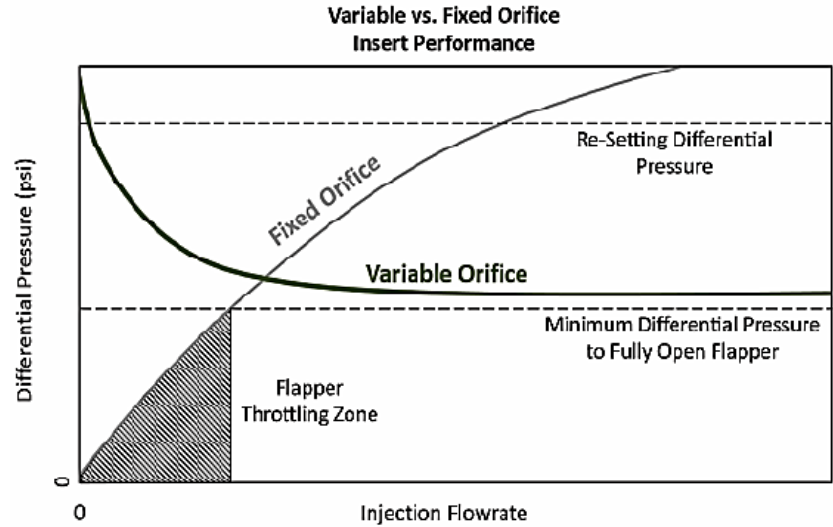 Variable vs. Fixed Orifice
Insert Performance
Differential Pressure (psi)
Re-Setting Differential
Pressure
Fixed Orifice
Variable Orifice
Minimum Differential Pressure
to Fully Open Flapper
Flapper
Throttling Zone
0
0
Injection Flowrate